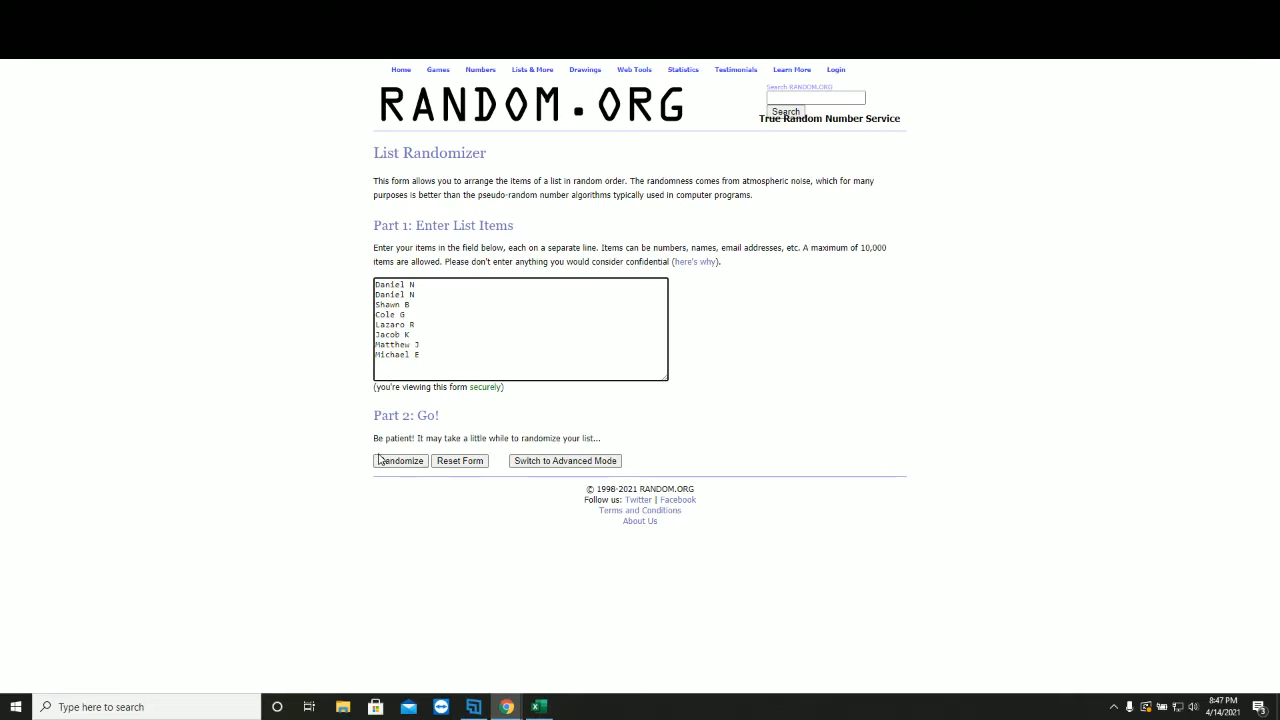 Home Games Numbers Lists & More Drawings Web Tools Statistics Testimonials Learn More Login
RANDOM.ORG
Search RANDOM.ORG
Search
True Random Number Service
List Randomizer
This form allows you to arrange the items of a list in random order. The randomness comes from atmospheric noise, which for many
purposes is better than the pseudo-random number algorithms typically used in computer programs.
Part 1: Enter List Items
Enter your items in the field below, each on a separate line. Items can be numbers, names, email addresses, etc. A maximum of 10,000
items are allowed. Please don't enter anything you would consider confidential (here's why).
Daniel N
Daniel N
Shawn B
Cole G
Lazaro R
Jacob K
Matthew J
Michael E
(you're viewing this form securely)
Part 2: Go!
Be patient! It may take a little while to randomize your list...
Randomize Reset Form Switch to Advanced Mode
© 1998-2021 RANDOM.ORG
Follow us: Twitter | Facebook
Terms and Conditions
About Us
Type here to search
8:47 PM
4/14/2021
3